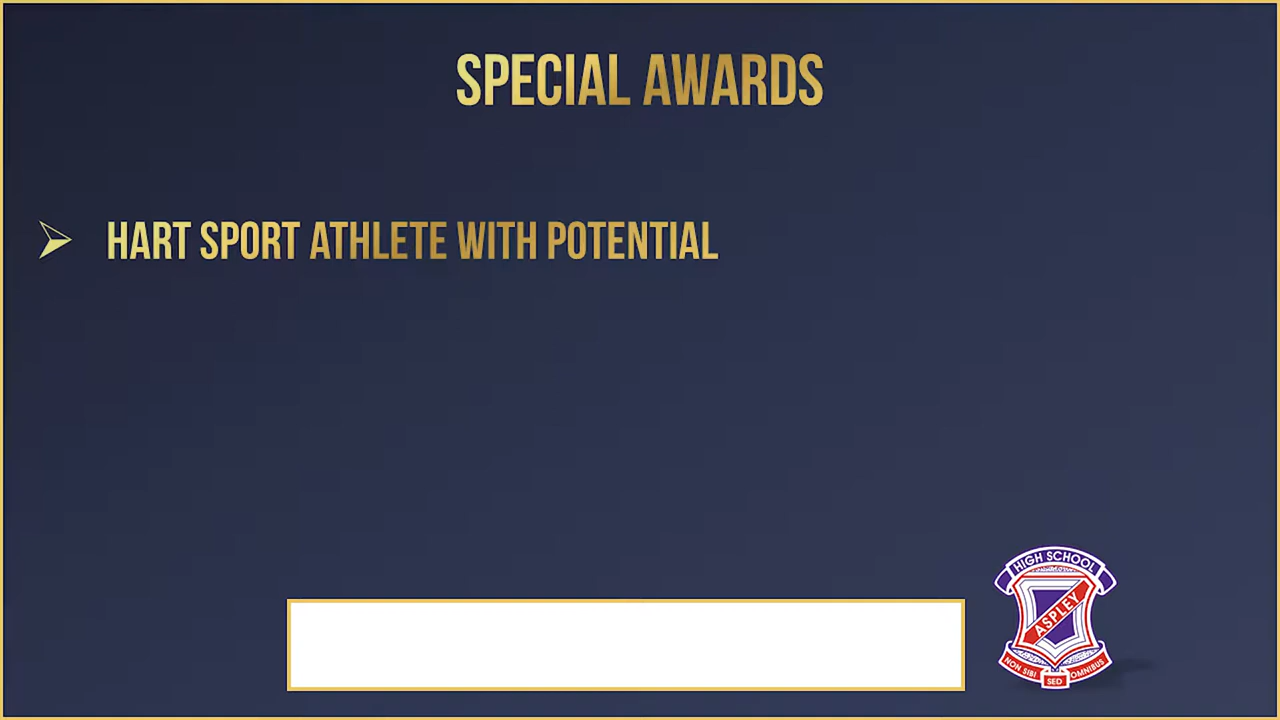 SPECIAL AWARDS
HART SPORT ATHLETE WITH POTENTIAL
HIGH SCHOOL
ASPLEY
NON SIBI SED OMNIBUS